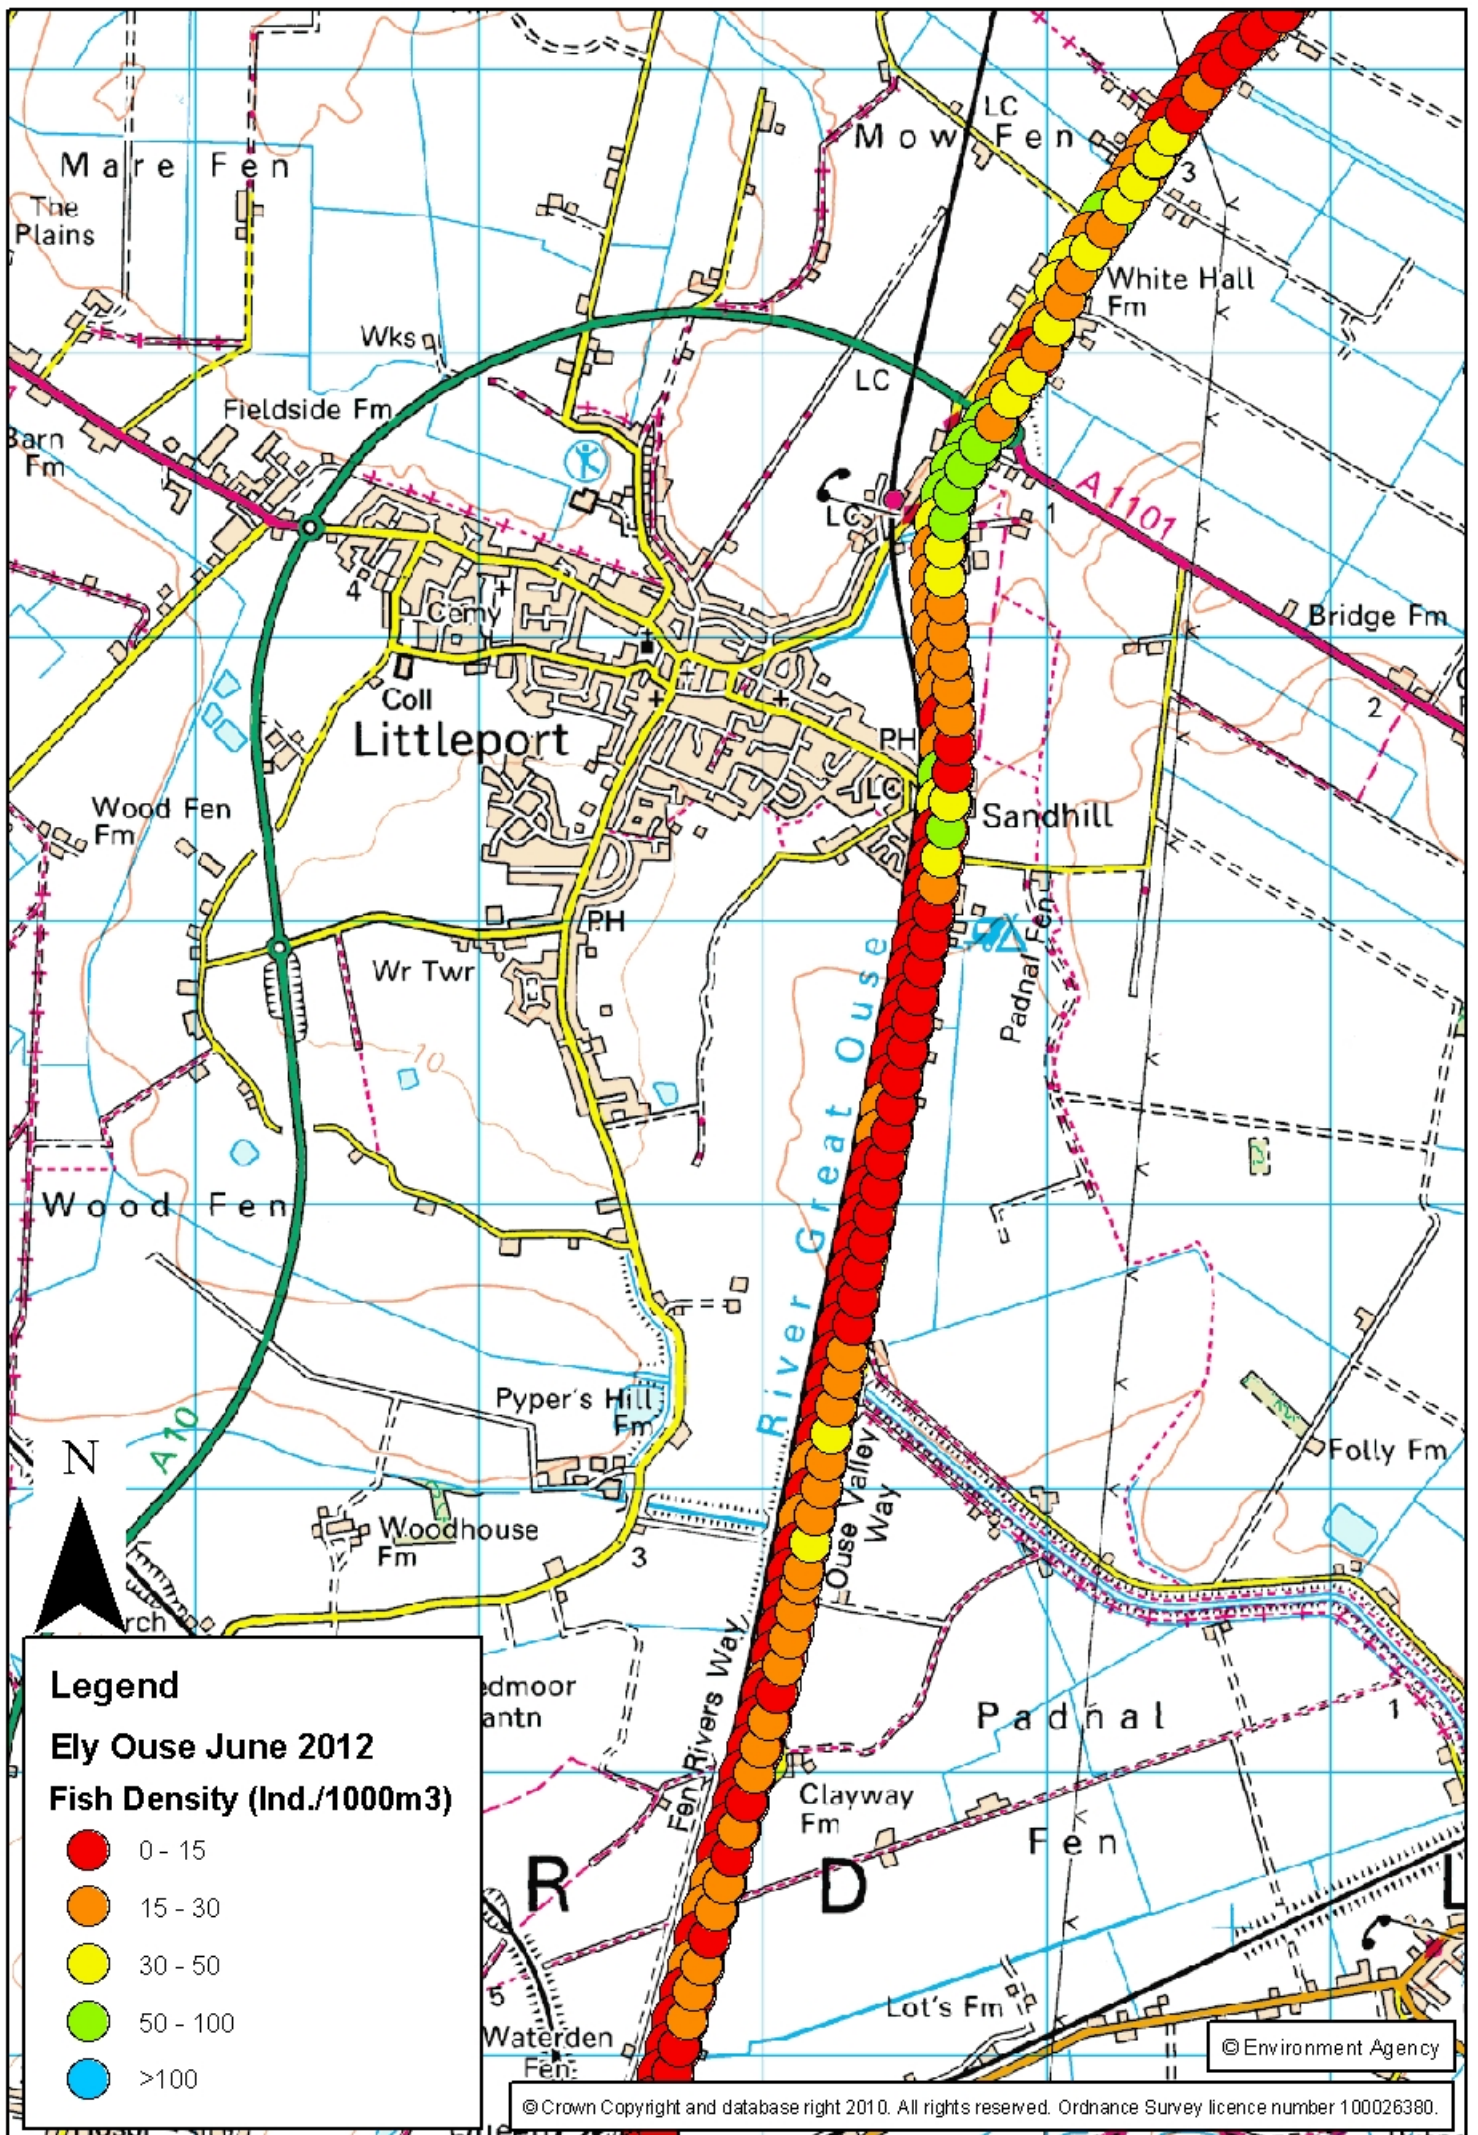 LC
Mow Fen
Mare Fen
3
The
Plains
White Hall
Fm
Wks
LC
Fieldside Fm
Barn
Fm
A 1101
LC
1
4
Cemy
Bridge Fm
Coll
2
Littleport
PH
LC
Sandhill
Wood Fen
Fm
PH
Padnal Fen
Wr Twr
River Great Ouse
10
Wood Fen
Pyper's Hill
Fm
A 10
Ouse Valley
Way
Folly Fm
N
Woodhouse
Fm
3
Fen Rivers Way
Padnal
1
Clayway
Fm
Fen
R
D
L
5
Lot's Fm
Waterden
Fen
Legend
Ely Ouse June 2012
Fish Density (Ind./1000m3)
0 - 15
15 - 30
30 - 50
50 - 100
>100
© Environment Agency
© Crown Copyright and database right 2010. All rights reserved. Ordnance Survey licence number 100026380.